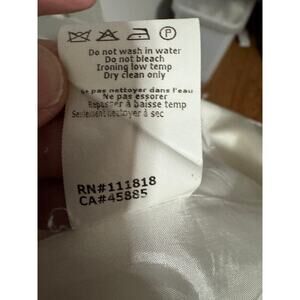 P
Do not wash in water
Do not bleach
Ironing low temp
Dry clean only
Ne pas nettoyer dans l'eau
Ne pas essorer
Repasser à baisse temp
Seulement nettoyer à sec
RN#111818
CA#45885